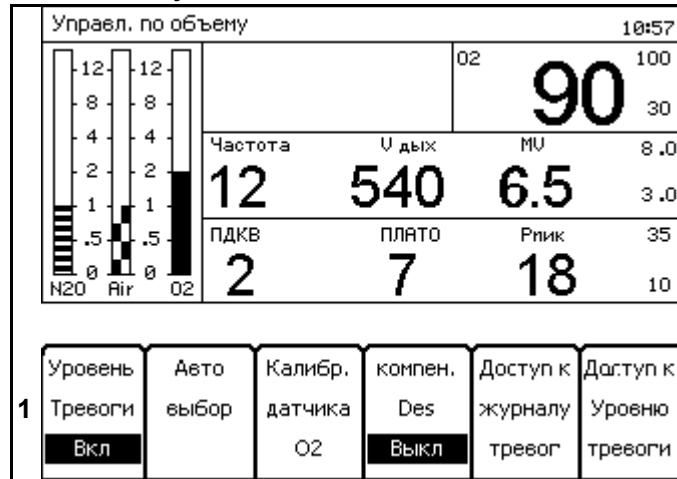 Управл. по объему 10:57
12 12
8 8
4 4
2 2
1 1
.5 .5
0 0
N2O Air O2
O2 90 100 30
Частота V дых MV 8.0
12 540 6.5 3.0
ПДКВ ПЛАТО Pпик 35
2 7 18 10
1
Уровень Тревоги Вкл
Авто выбор
Калибр. датчика O2
компен. Des Выкл
Доступ к журналу тревог
Доступ к Уровню тревоги